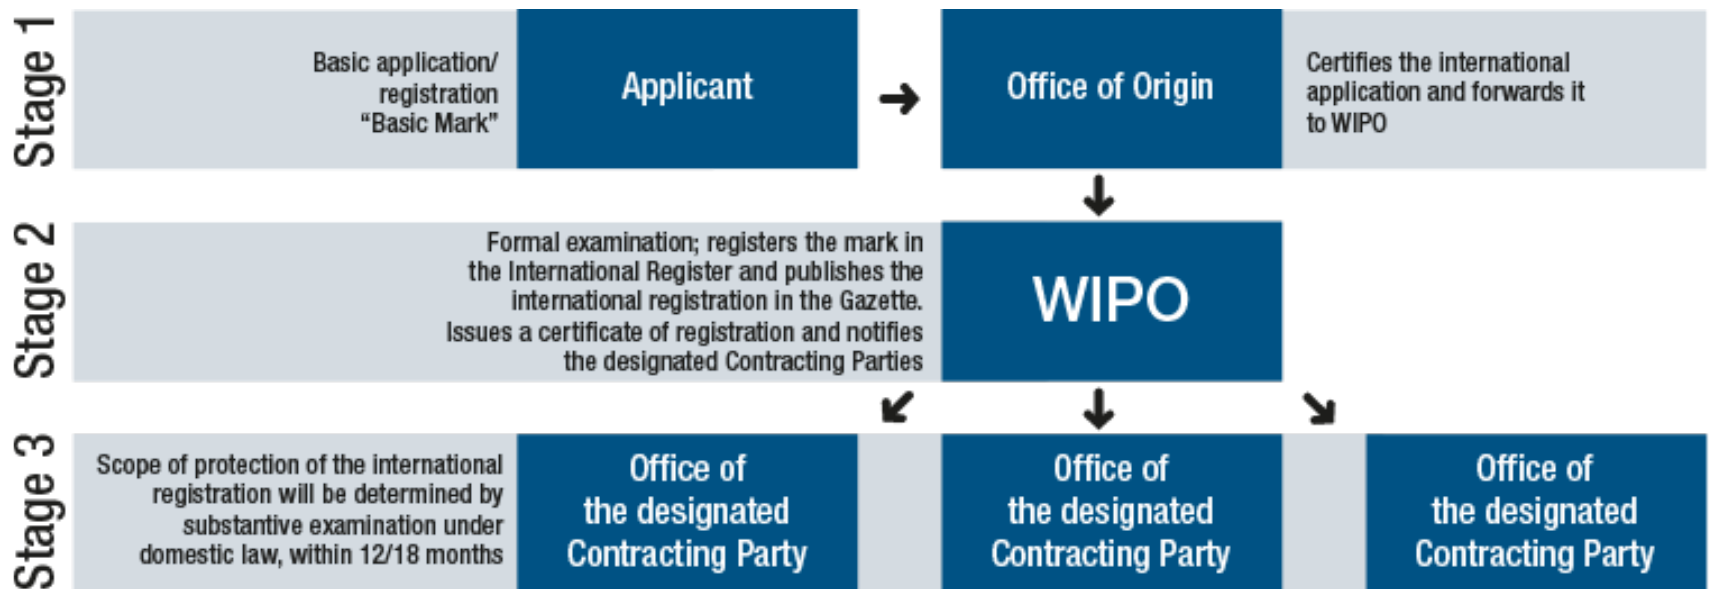 Stage 1
Basic application/
registration
“Basic Mark”
Applicant
Office of Origin
Certifies the international
application and forwards it
to WIPO
Stage 2
Formal examination; registers the mark in
the International Register and publishes the
international registration in the Gazette.
Issues a certificate of registration and notifies
the designated Contracting Parties
WIPO
Stage 3
Scope of protection of the international
registration will be determined by
substantive examination under
domestic law, within 12/18 months
Office of
the designated
Contracting Party
Office of
the designated
Contracting Party
Office of
the designated
Contracting Party